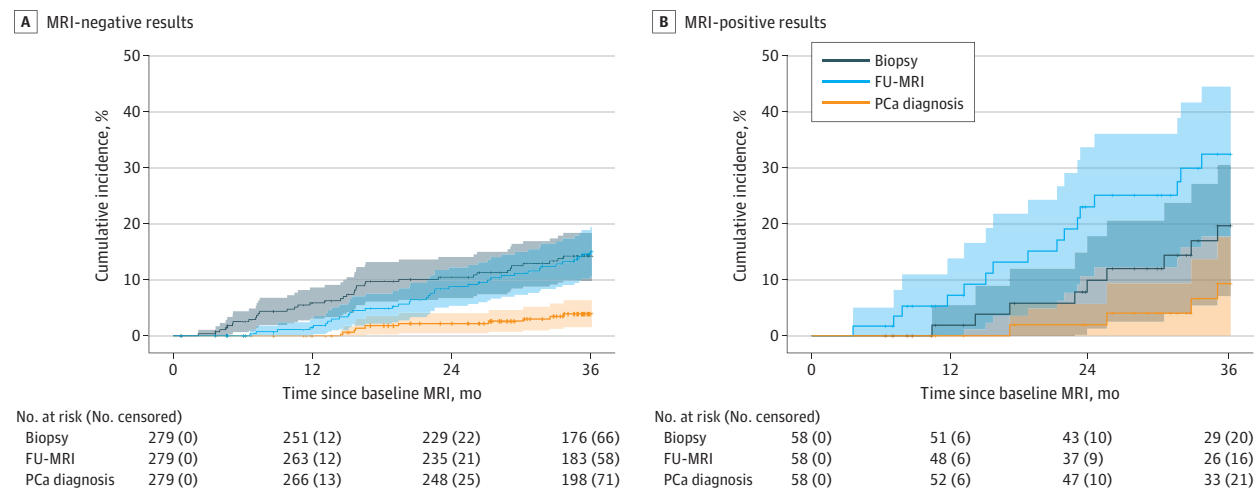 A MRI-negative results
50
40
30
20
10
0
Cumulative incidence, %
0 12 24 36
Time since baseline MRI, mo
No. at risk (No. censored)
Biopsy 279 (0) 251 (12) 229 (22) 176 (66)
FU-MRI 279 (0) 263 (12) 235 (21) 183 (58)
PCa diagnosis 279 (0) 266 (13) 248 (25) 198 (71)
B MRI-positive results
Biopsy
FU-MRI
PCa diagnosis
50
40
30
20
10
0
Cumulative incidence, %
0 12 24 36
Time since baseline MRI, mo
No. at risk (No. censored)
Biopsy 58 (0) 51 (6) 43 (10) 29 (20)
FU-MRI 58 (0) 48 (6) 37 (9) 26 (16)
PCa diagnosis 58 (0) 52 (6) 47 (10) 33 (21)